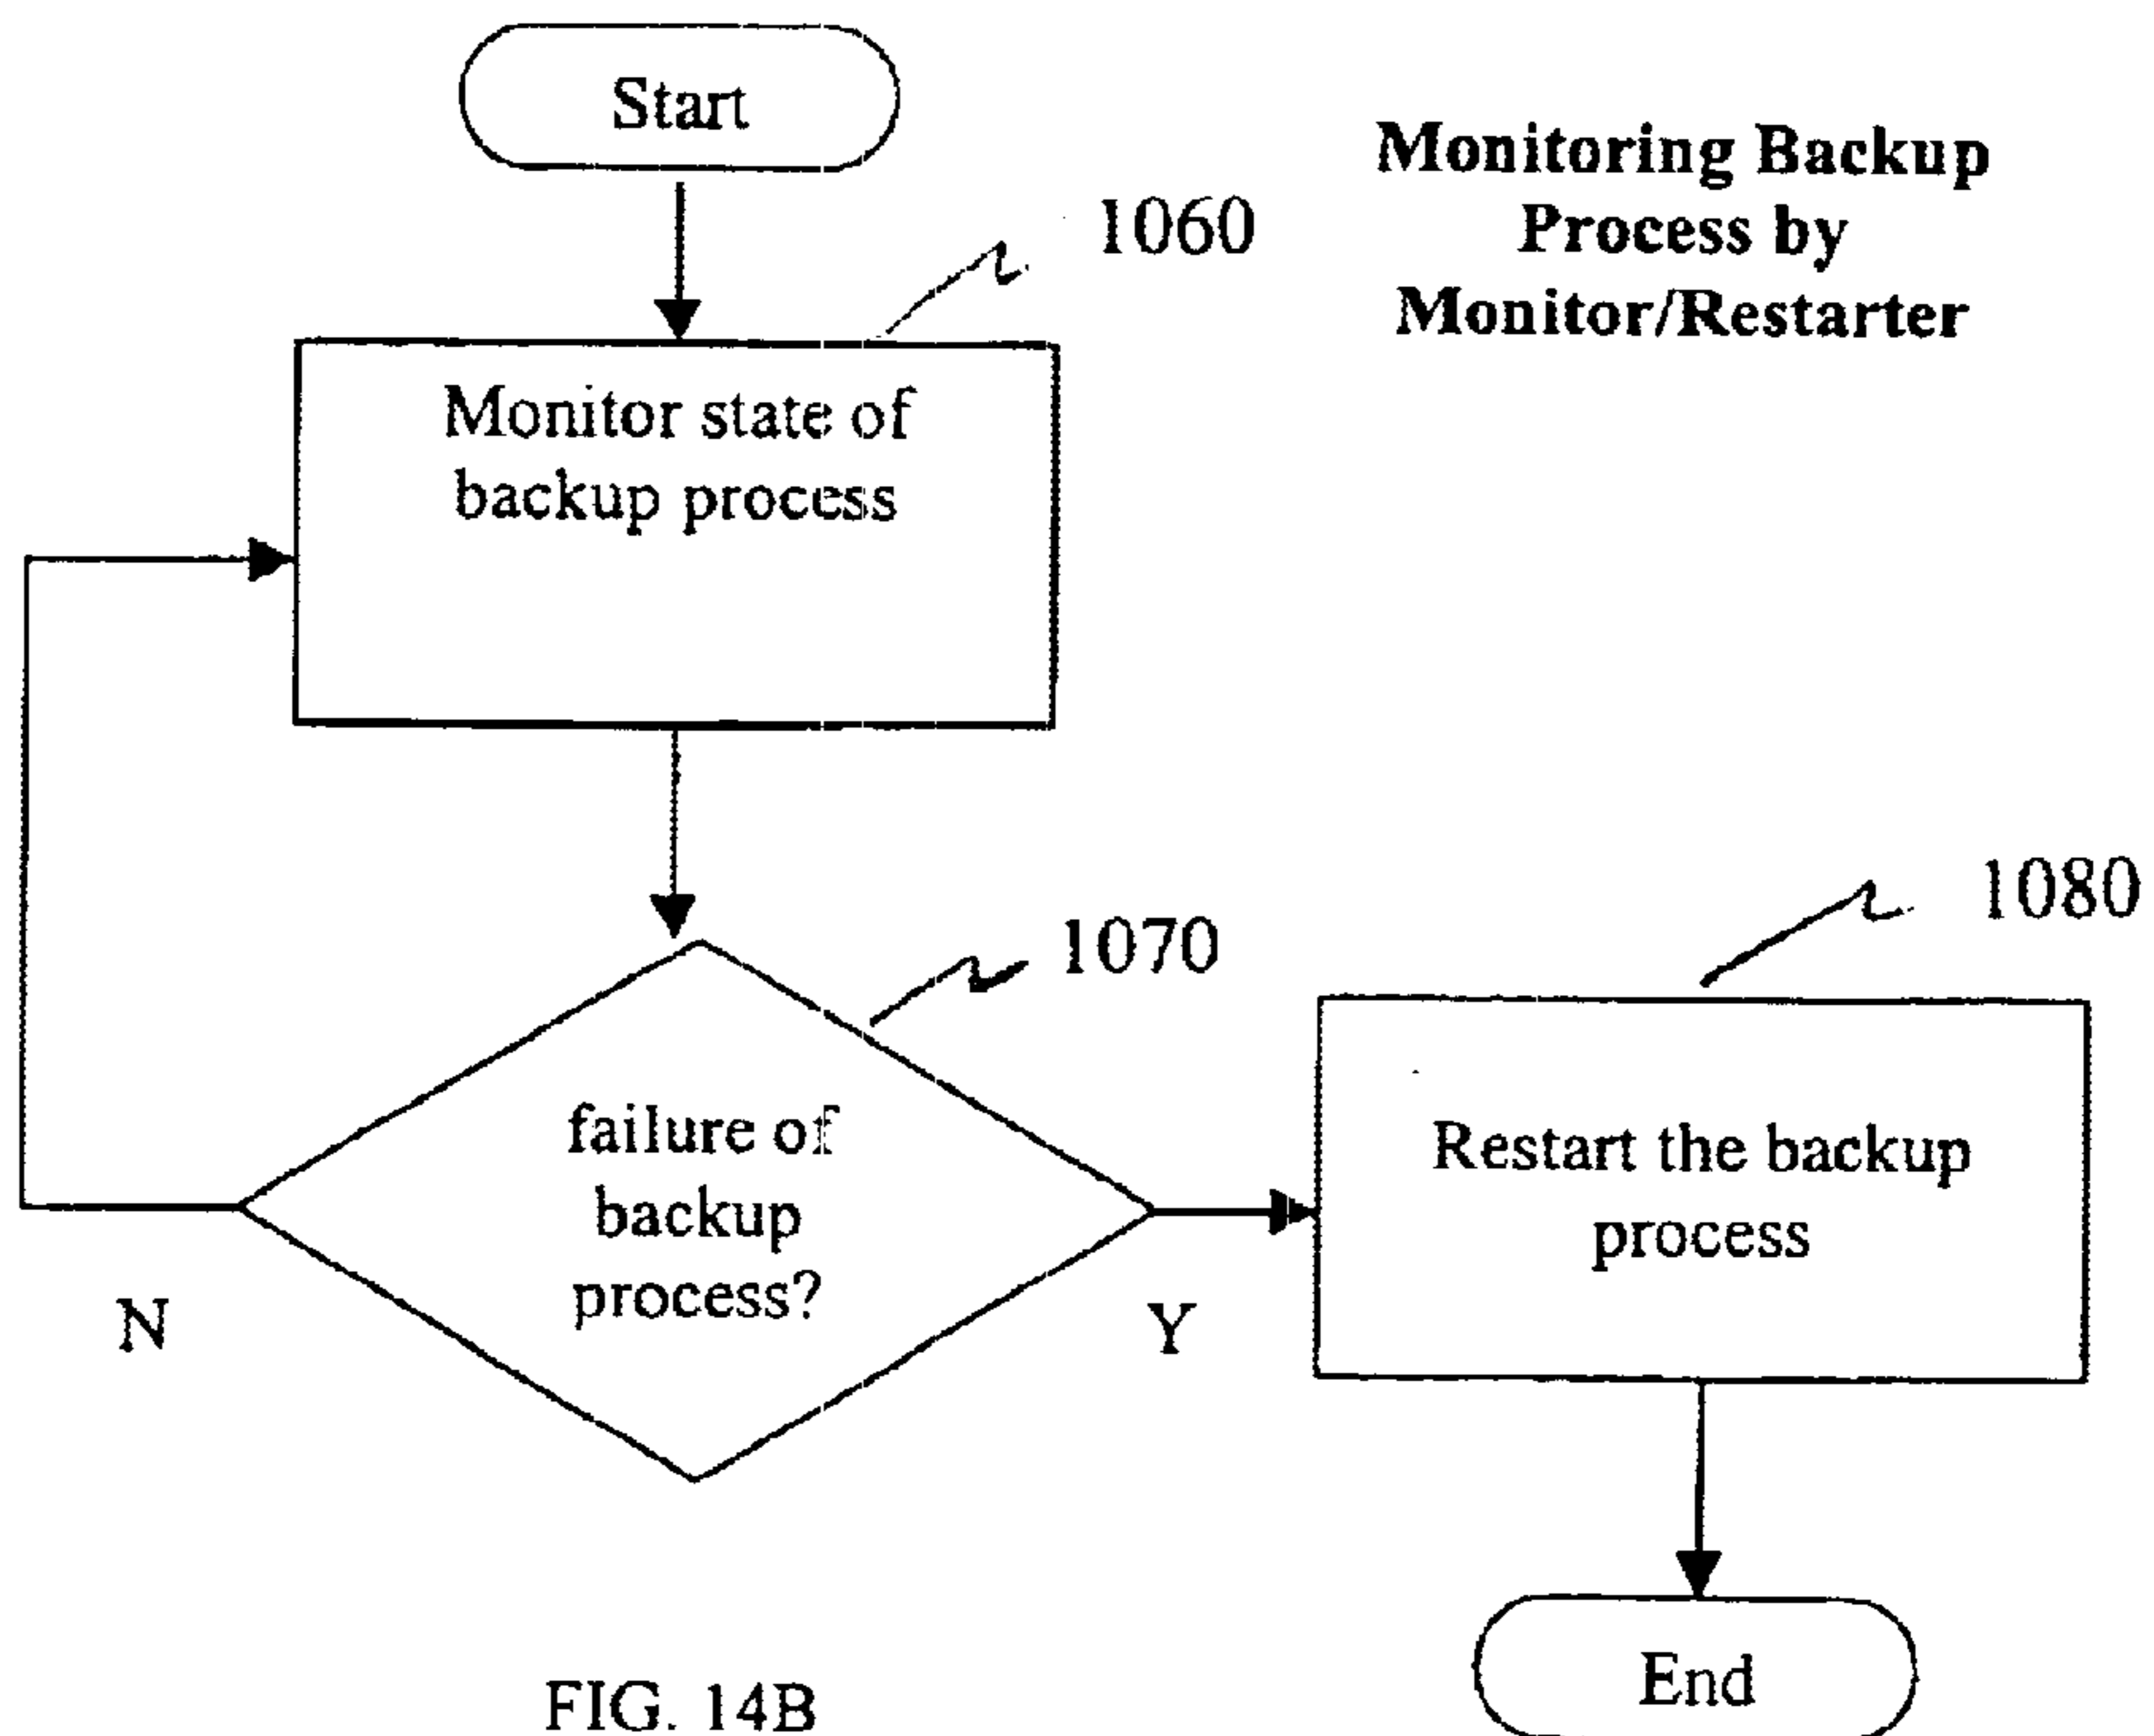 Start
Monitoring Backup
Process by
Monitor/Restarter
1060
Monitor state of
backup process
1070
1080
failure of
backup
process?
Restart the backup
process
N
Y
End
FIG. 14B